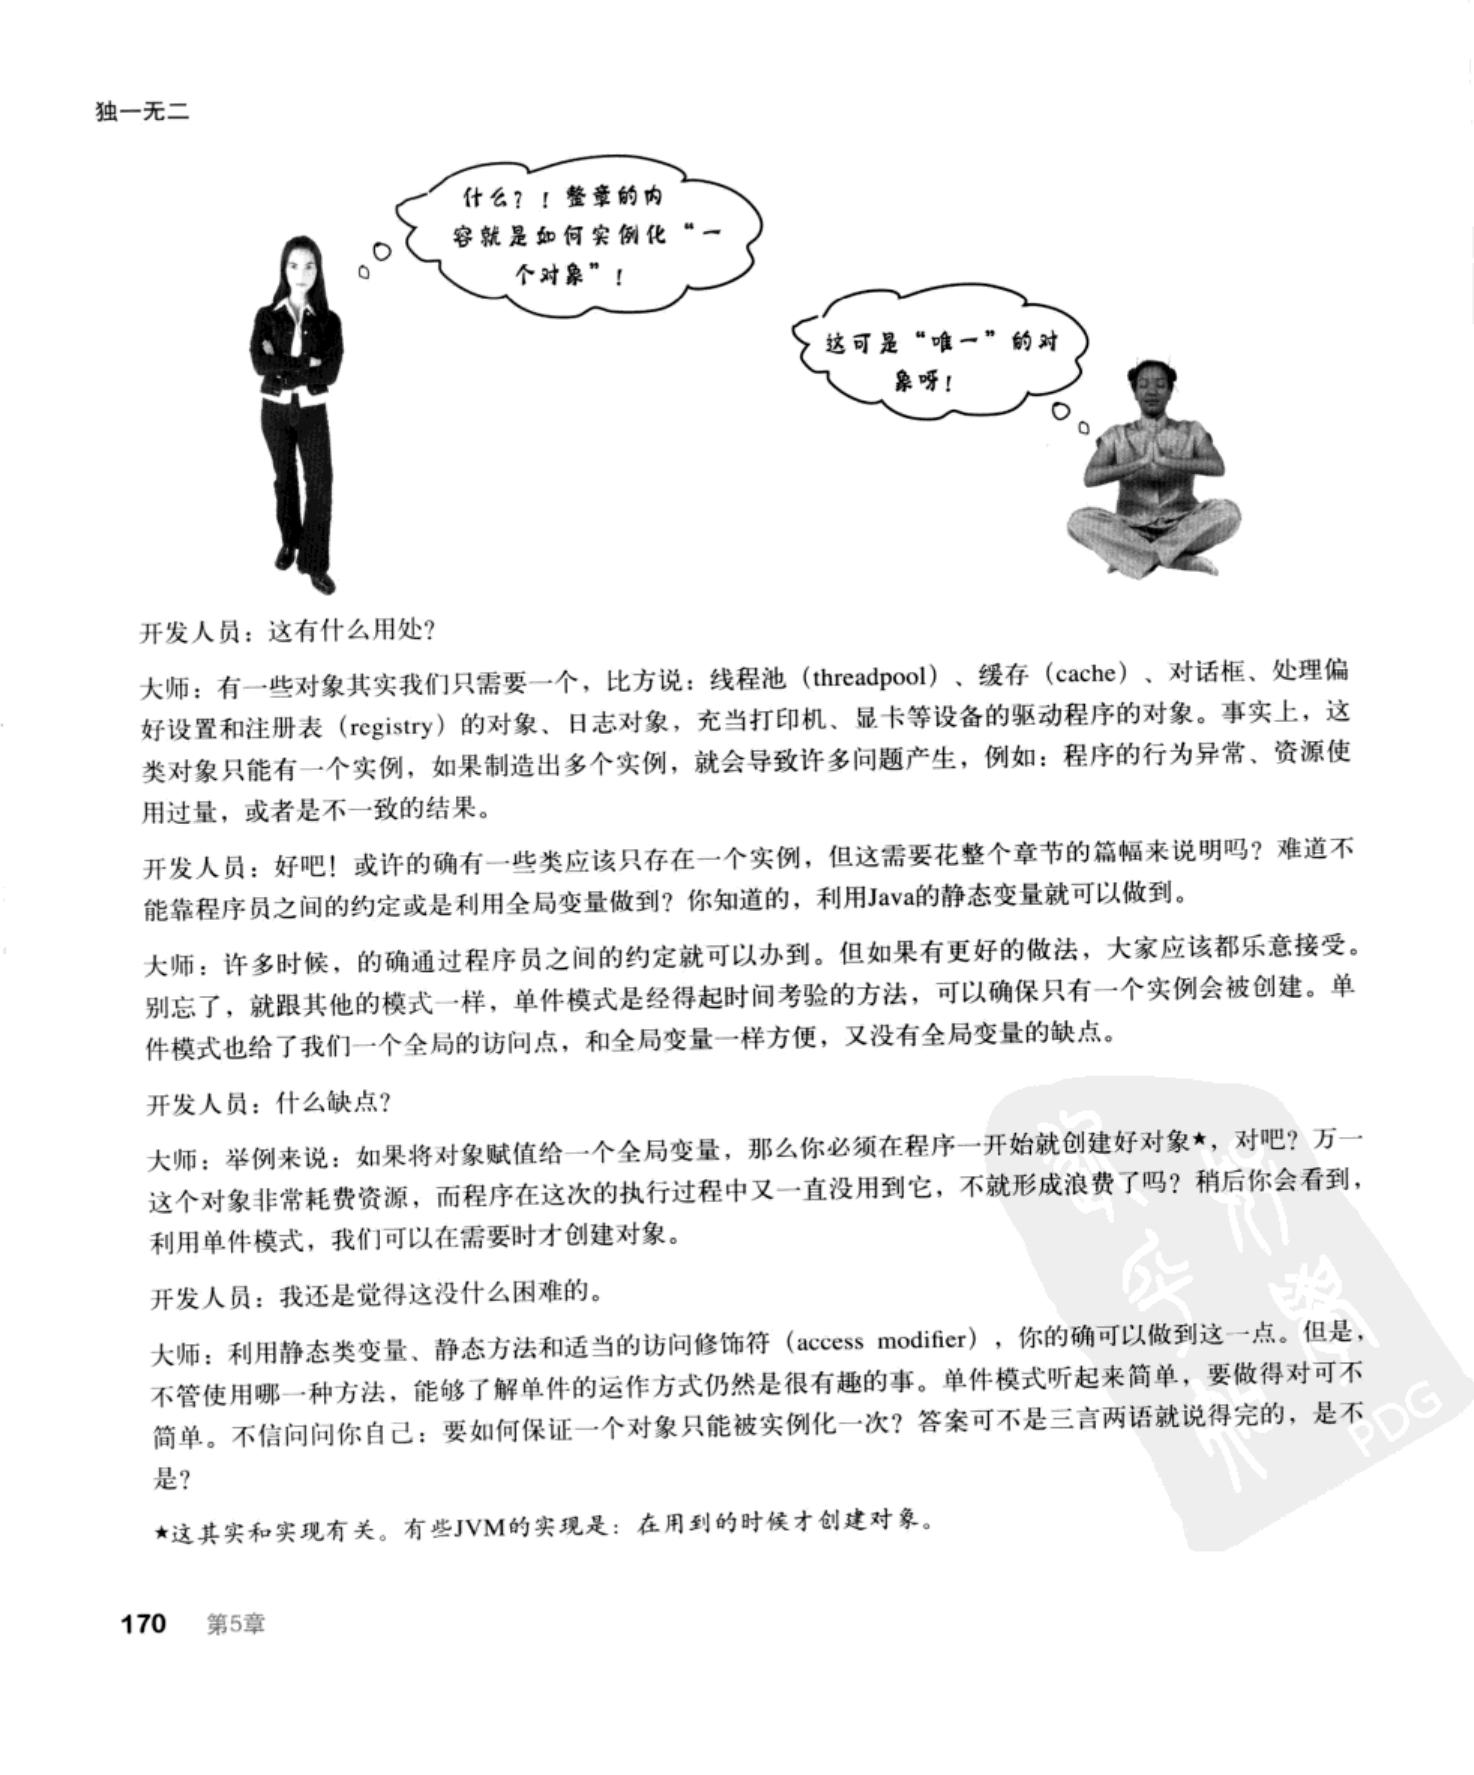 独一无二
什么？！整章的内
容就是如何实例化“一
个对象”！
这可是“唯一”的对
象呀！
开发人员：这有什么用处？
大师：有一些对象其实我们只需要一个，比方说：线程池（threadpool）、缓存（cache）、对话框、处理偏
好设置和注册表（registry）的对象、日志对象，充当打印机、显卡等设备的驱动程序的对象。事实上，这
类对象只能有一个实例，如果制造出多个实例，就会导致许多问题产生，例如：程序的行为异常、资源使
用过量，或者是不一致的结果。
开发人员：好吧！或许的确有一些类应该只存在一个实例，但这需要花整个章节的篇幅来说明吗？难道不
能靠程序员之间的约定或是利用全局变量做到？你知道的，利用Java的静态变量就可以做到。
大师：许多时候，的确通过程序员之间的约定就可以办到。但如果有更好的做法，大家应该都乐意接受。
别忘了，就跟其他的模式一样，单件模式是经得起时间考验的方法，可以确保只有一个实例会被创建。单
件模式也给了我们一个全局的访问点，和全局变量一样方便，又没有全局变量的缺点。
开发人员：什么缺点？
大师：举例来说：如果将对象赋值给一个全局变量，那么你必须在程序一开始就创建好对象★，对吧？万一
这个对象非常耗费资源，而程序在这次的执行过程中又一直没用到它，不就形成浪费了吗？稍后你会看到，
利用单件模式，我们可以在需要时才创建对象。
开发人员：我还是觉得这没什么困难的。
大师：利用静态类变量、静态方法和适当的访问修饰符（access modifier），你的确可以做到这一点。但是，
不管使用哪一种方法，能够了解单件的运作方式仍然是很有趣的事。单件模式听起来简单，要做得对可不
简单。不信问问你自己：要如何保证一个对象只能被实例化一次？答案可不是三言两语就说得完的，是不
是？
★这其实和实现有关。有些JVM的实现是：在用到的时候才创建对象。
PDG
170 第5章